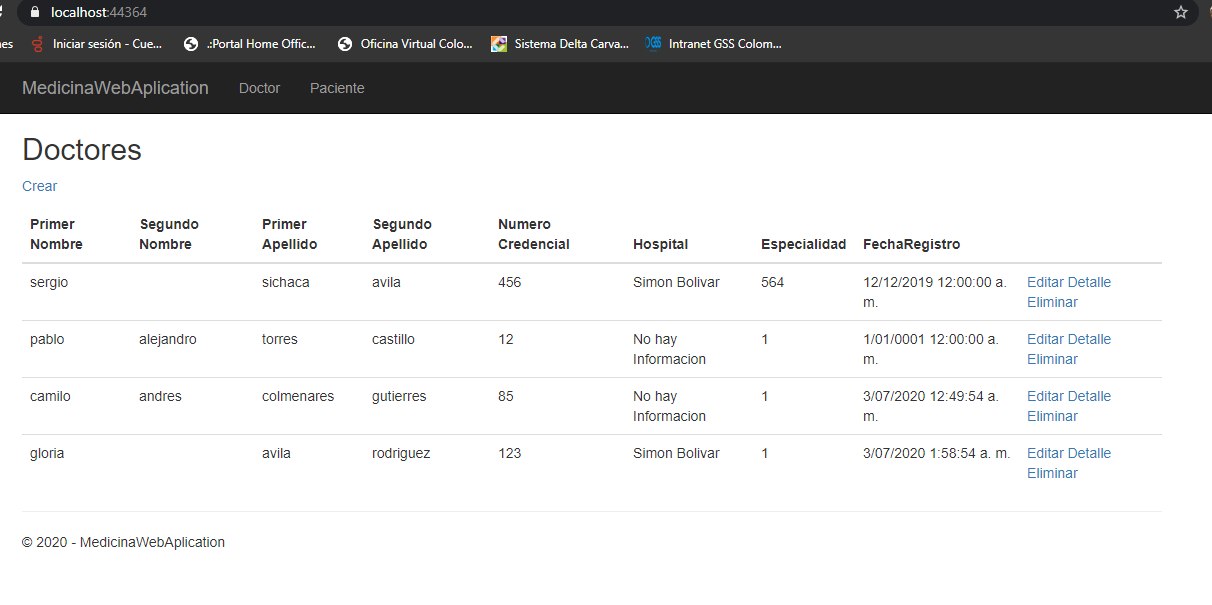 localhost:44364
nes Iniciar sesión - Cue... .:Portal Home Offic... Oficina Virtual Colo... Sistema Delta Carva... Intranet GSS Colom...
MedicinaWebAplication Doctor Paciente
Doctores
Crear
Primer Nombre Segundo Nombre Primer Apellido Segundo Apellido Numero Credencial Hospital Especialidad FechaRegistro
sergio sichaca avila 456 Simon Bolivar 564 12/12/2019 12:00:00 a. m. Editar Detalle Eliminar
pablo alejandro torres castillo 12 No hay Informacion 1 1/01/0001 12:00:00 a. m. Editar Detalle Eliminar
camilo andres colmenares gutierres 85 No hay Informacion 1 3/07/2020 12:49:54 a. m. Editar Detalle Eliminar
gloria avila rodriguez 123 Simon Bolivar 1 3/07/2020 1:58:54 a. m. Editar Detalle Eliminar
© 2020 - MedicinaWebAplication